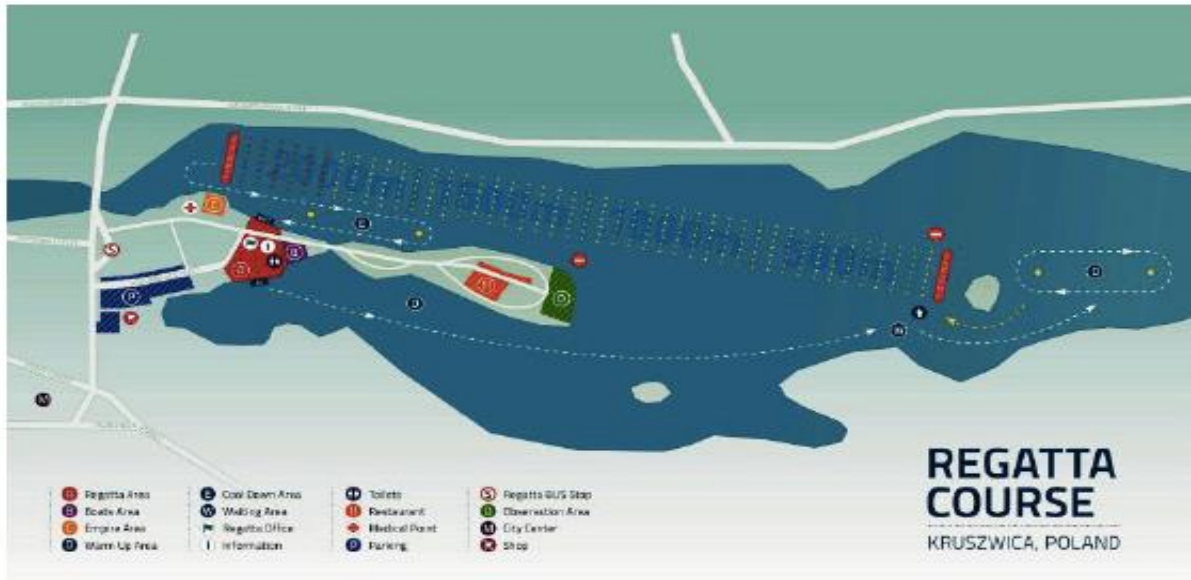 REGATTA
COURSE
KRUSZWICA, POLAND
Regatta Area
Boats Area
Empire Area
Warm Up Area
Cool Down Area
Waiting Area
Regatta Office
i Information
Toilets
Restaurant
Medical Point
P Parking
S Regatta BUS Stop
Observation Area
M City Center
Shop